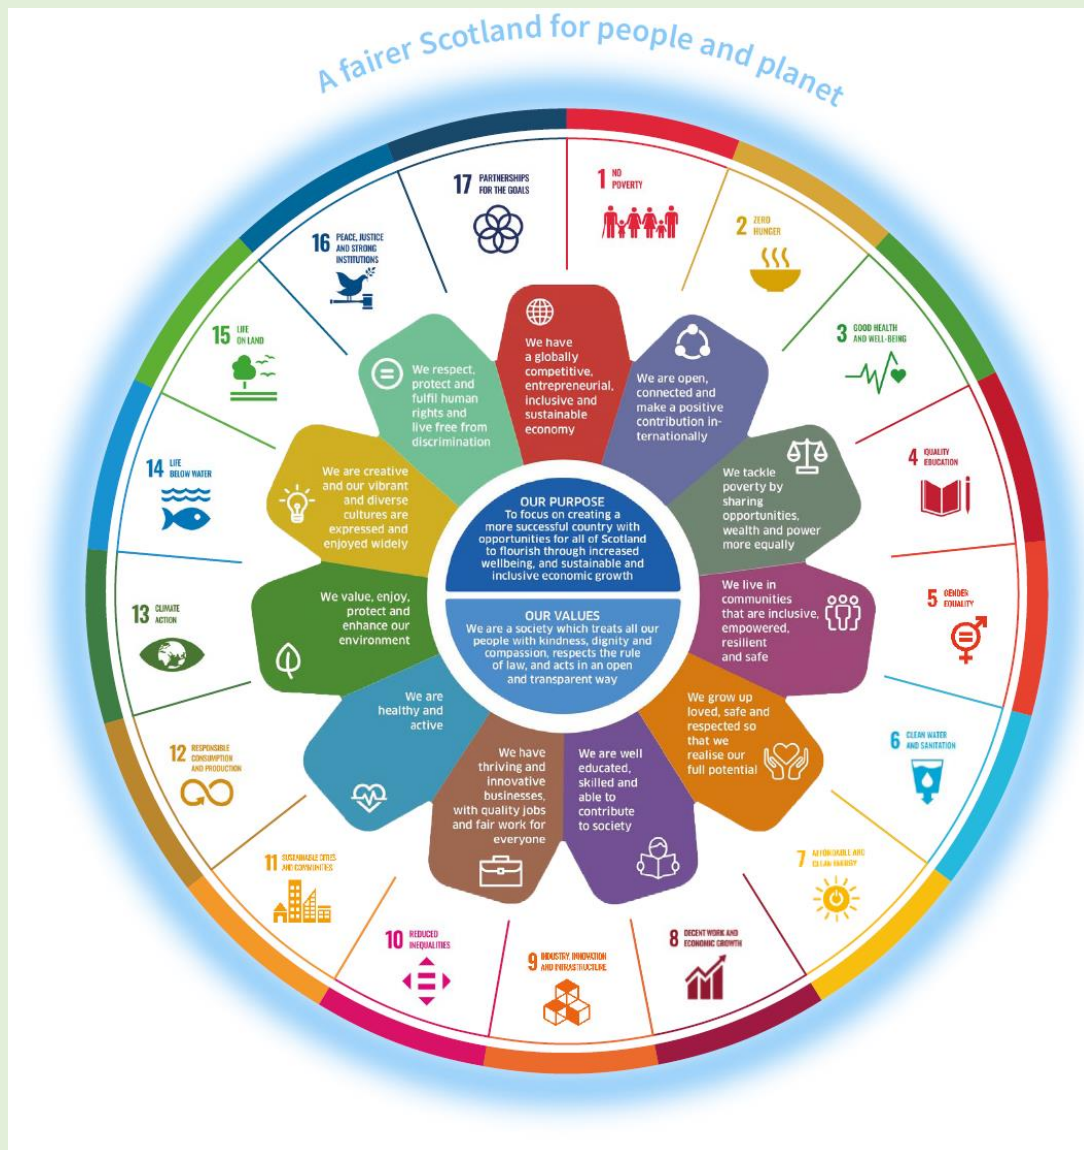 A fairer Scotland for people and planet
1 NO
POVERTY
2 ZERO
HUNGER
3 GOOD HEALTH
AND WELL-BEING
4 QUALITY
EDUCATION
5 GENDER
EQUALITY
6 CLEAN WATER
AND SANITATION
7 AFFORDABLE AND
CLEAN ENERGY
8 DECENT WORK AND
ECONOMIC GROWTH
9 INDUSTRY, INNOVATION
AND INFRASTRUCTURE
10 REDUCED
INEQUALITIES
11 SUSTAINABLE CITIES
AND COMMUNITIES
12 RESPONSIBLE
CONSUMPTION
AND PRODUCTION
13 CLIMATE
ACTION
14 LIFE
BELOW WATER
15 LIFE
ON LAND
16 PEACE, JUSTICE
AND STRONG
INSTITUTIONS
17 PARTNERSHIPS
FOR THE GOALS
We have
a globally
competitive,
entrepreneurial,
inclusive and
sustainable
economy
We are open,
connected and
make a positive
contribution in-
ternationally
We tackle
poverty by
sharing
opportunities,
wealth and power
more equally
We live in
communities
that are inclusive,
empowered,
resilient
and safe
We grow up
loved, safe and
respected so
that we
realise our
full potential
We are well
educated,
skilled and
able to
contribute
to society
We have
thriving and
innovative
businesses,
with quality jobs
and fair work for
everyone
We are
healthy and
active
We value, enjoy,
protect and
enhance our
environment
We are creative
and our vibrant
and diverse
cultures are
expressed and
enjoyed widely
We respect,
protect and
fulfil human
rights and
live free from
discrimination
OUR PURPOSE
To focus on creating a
more successful country with
opportunities for all of Scotland
to flourish through increased
wellbeing, and sustainable and
inclusive economic growth
OUR VALUES
We are a society which treats all our
people with kindness, dignity and
compassion, respects the rule
of law, and acts in an open
and transparent way